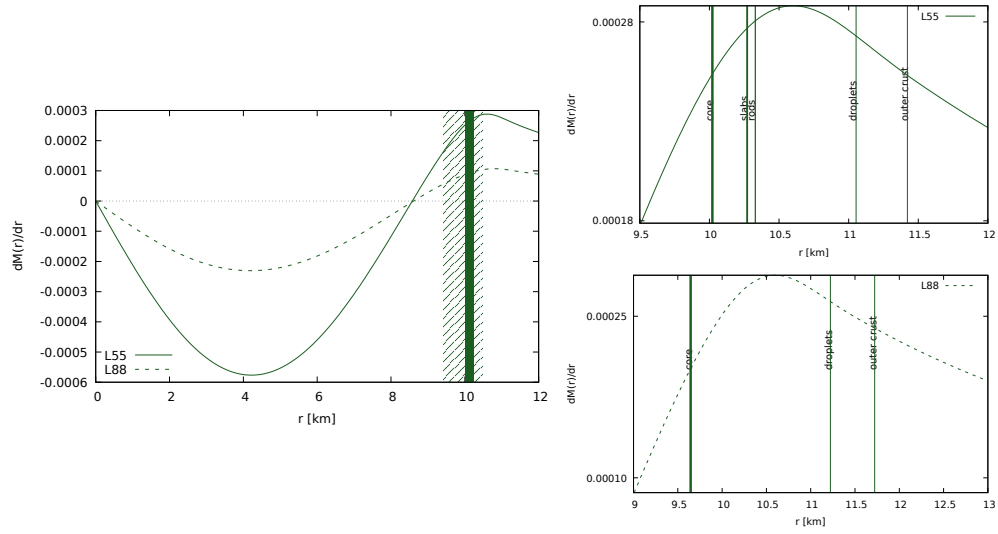 0.0003
0.0002
0.0001
0
-0.0001
-0.0002
-0.0003
-0.0004
-0.0005
-0.0006
dM(r)/dr
L55
L88
0 2 4 6 8 10 12
r [km]
0.00028
0.00018
dM(r)/dr
L55
core
slabs
rods
droplets
outer crust
9.5 10 10.5 11 11.5 12
r [km]
0.00025
0.00010
dM(r)/dr
L88
core
droplets
outer crust
9 9.5 10 10.5 11 11.5 12 12.5 13
r [km]